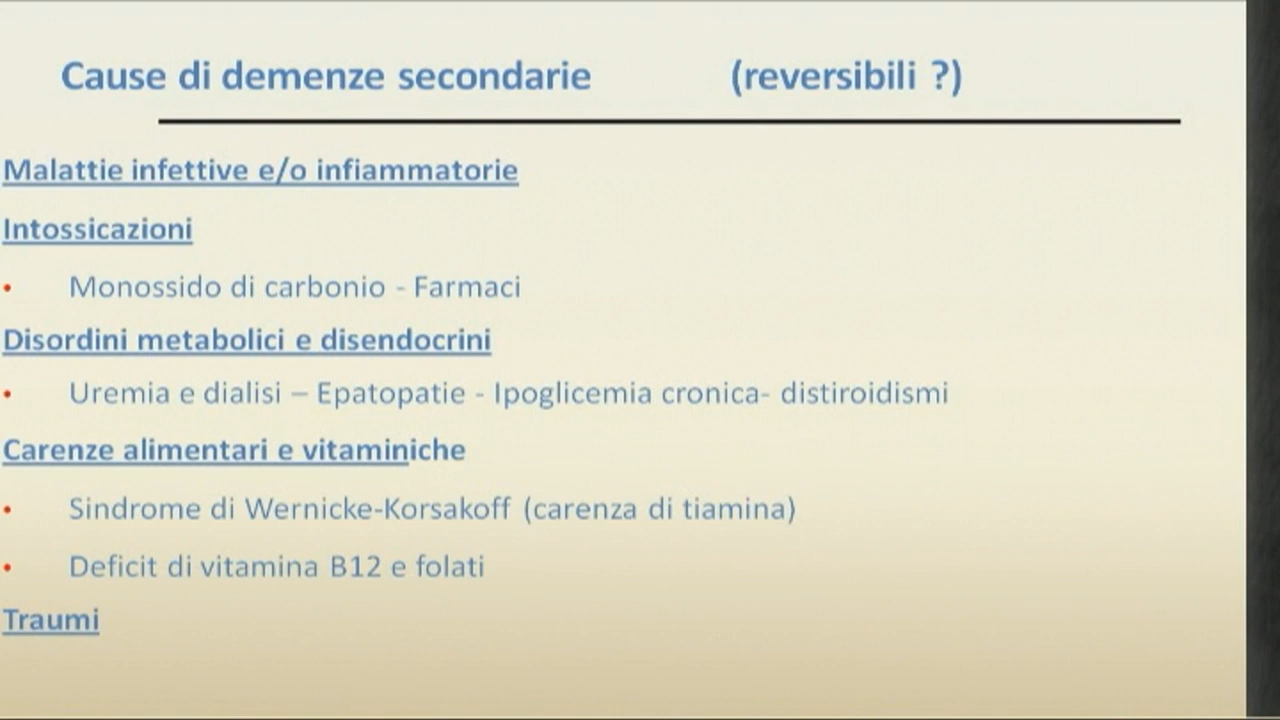 Cause di demenze secondarie (reversibili ?)
Malattie infettive e/o infiammatorie
Intossicazioni
• Monossido di carbonio - Farmaci
Disordini metabolici e disendocrini
• Uremia e dialisi – Epatopatie - Ipoglicemia cronica- distiroidismi
Carenze alimentari e vitaminiche
• Sindrome di Wernicke-Korsakoff (carenza di tiamina)
• Deficit di vitamina B12 e folati
Traumi